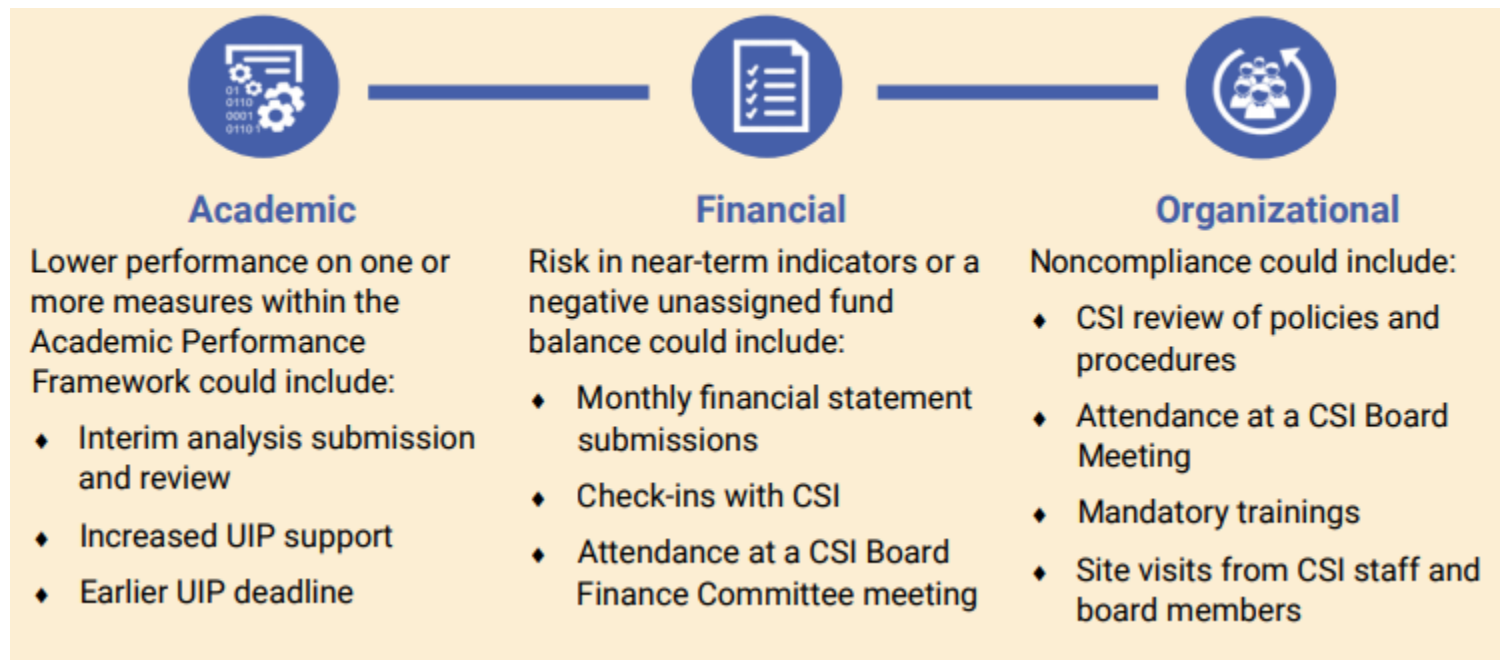 01
0110
0001
01101
Academic
Lower performance on one or
more measures within the
Academic Performance
Framework could include:
♦ Interim analysis submission
and review
♦ Increased UIP support
♦ Earlier UIP deadline
Financial
Risk in near-term indicators or a
negative unassigned fund
balance could include:
♦ Monthly financial statement
submissions
♦ Check-ins with CSI
♦ Attendance at a CSI Board
Finance Committee meeting
Organizational
Noncompliance could include:
♦ CSI review of policies and
procedures
♦ Attendance at a CSI Board
Meeting
♦ Mandatory trainings
♦ Site visits from CSI staff and
board members